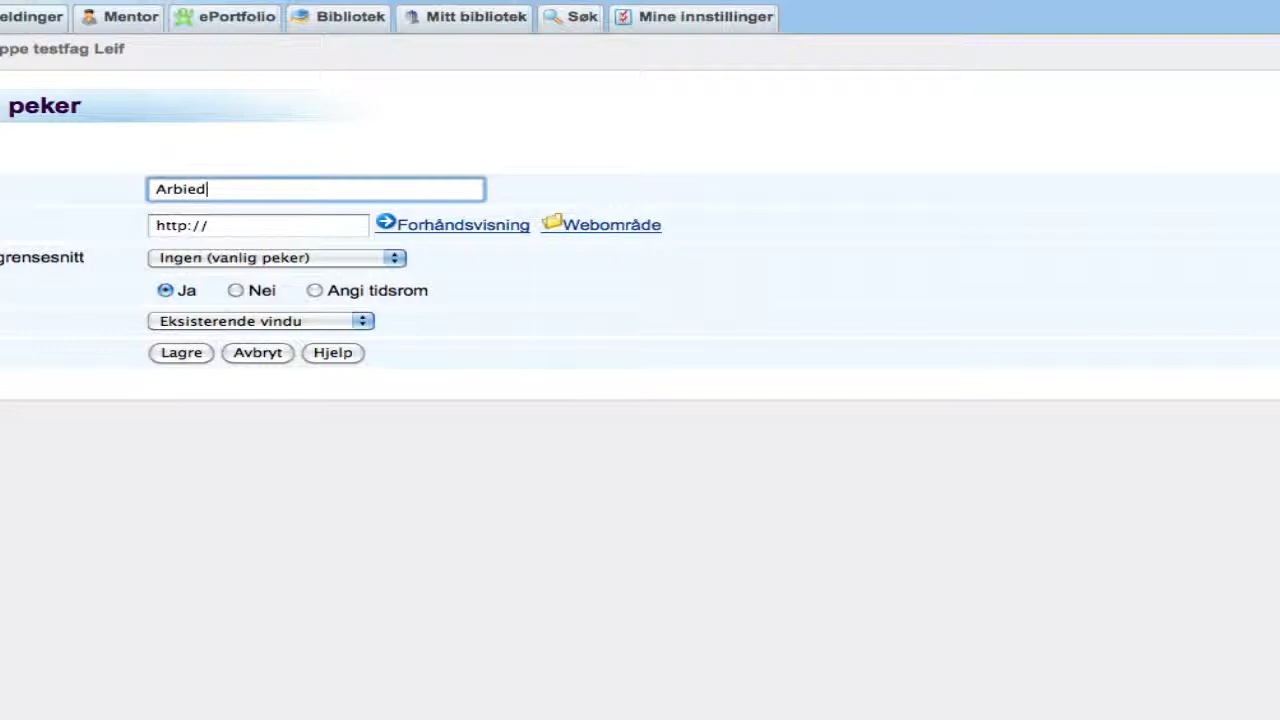 eldinger Mentor ePortfolio Bibliotek Mitt bibliotek Søk Mine innstillinger
ppe testfag Leif
peker
Arbied
http:// Forhåndsvisning Webområde
grensesnitt Ingen (vanlig peker)
Ja Nei Angi tidsrom
Eksisterende vindu
Lagre Avbryt Hjelp